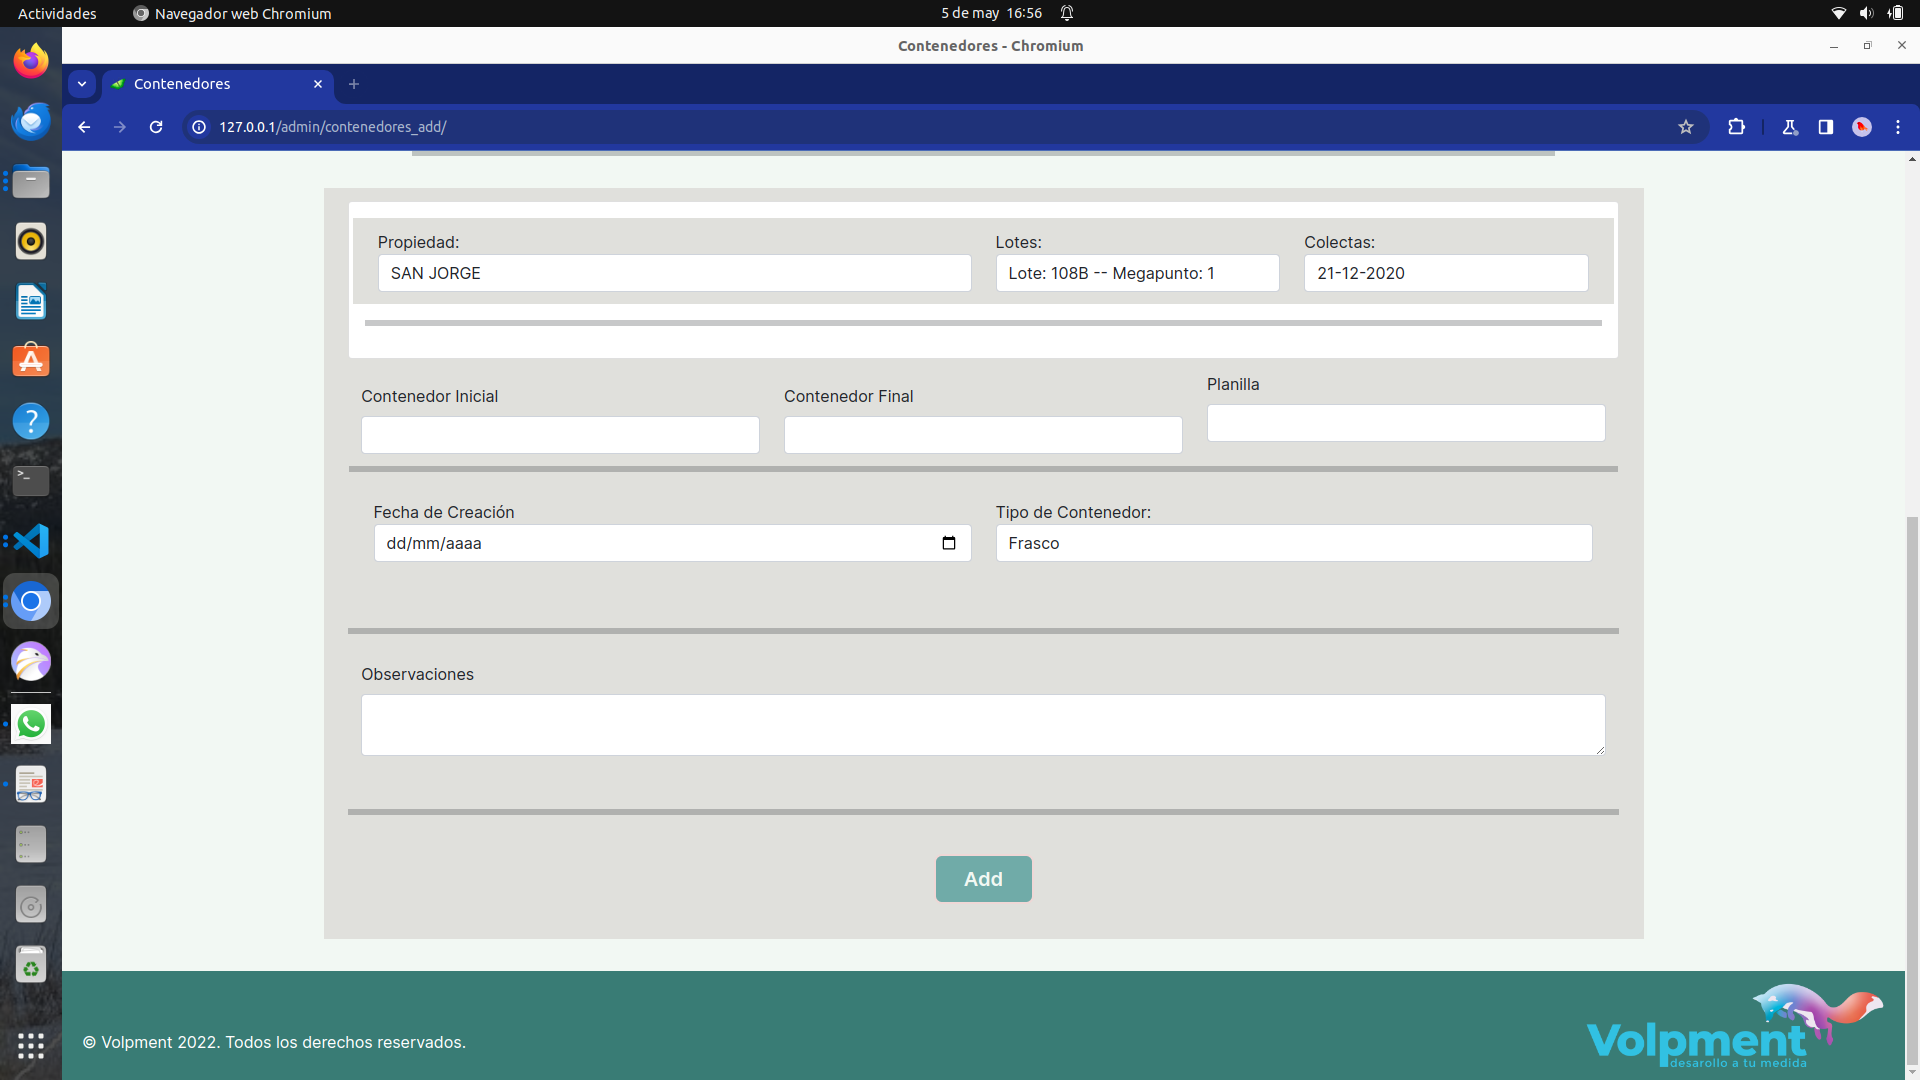 Actividades Navegador web Chromium 5 de may 16:56
Contenedores - Chromium
Contenedores
127.0.0.1/admin/contenedores_add/
Propiedad: Lotes: Colectas:
SAN JORGE Lote: 108B -- Megapunto: 1 21-12-2020
Contenedor Inicial Contenedor Final Planilla
Fecha de Creación Tipo de Contenedor:
dd/mm/aaaa Frasco
Observaciones
Add
© Volpment 2022. Todos los derechos reservados.
Volpment
desarollo a tu medida